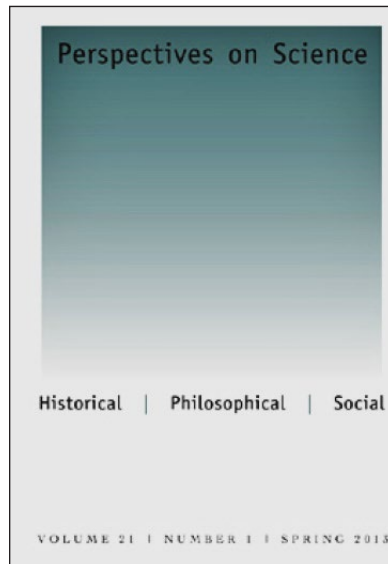 Perspectives on Science
Historical | Philosophical | Social
VOLUME 21 | NUMBER 1 | SPRING 2013